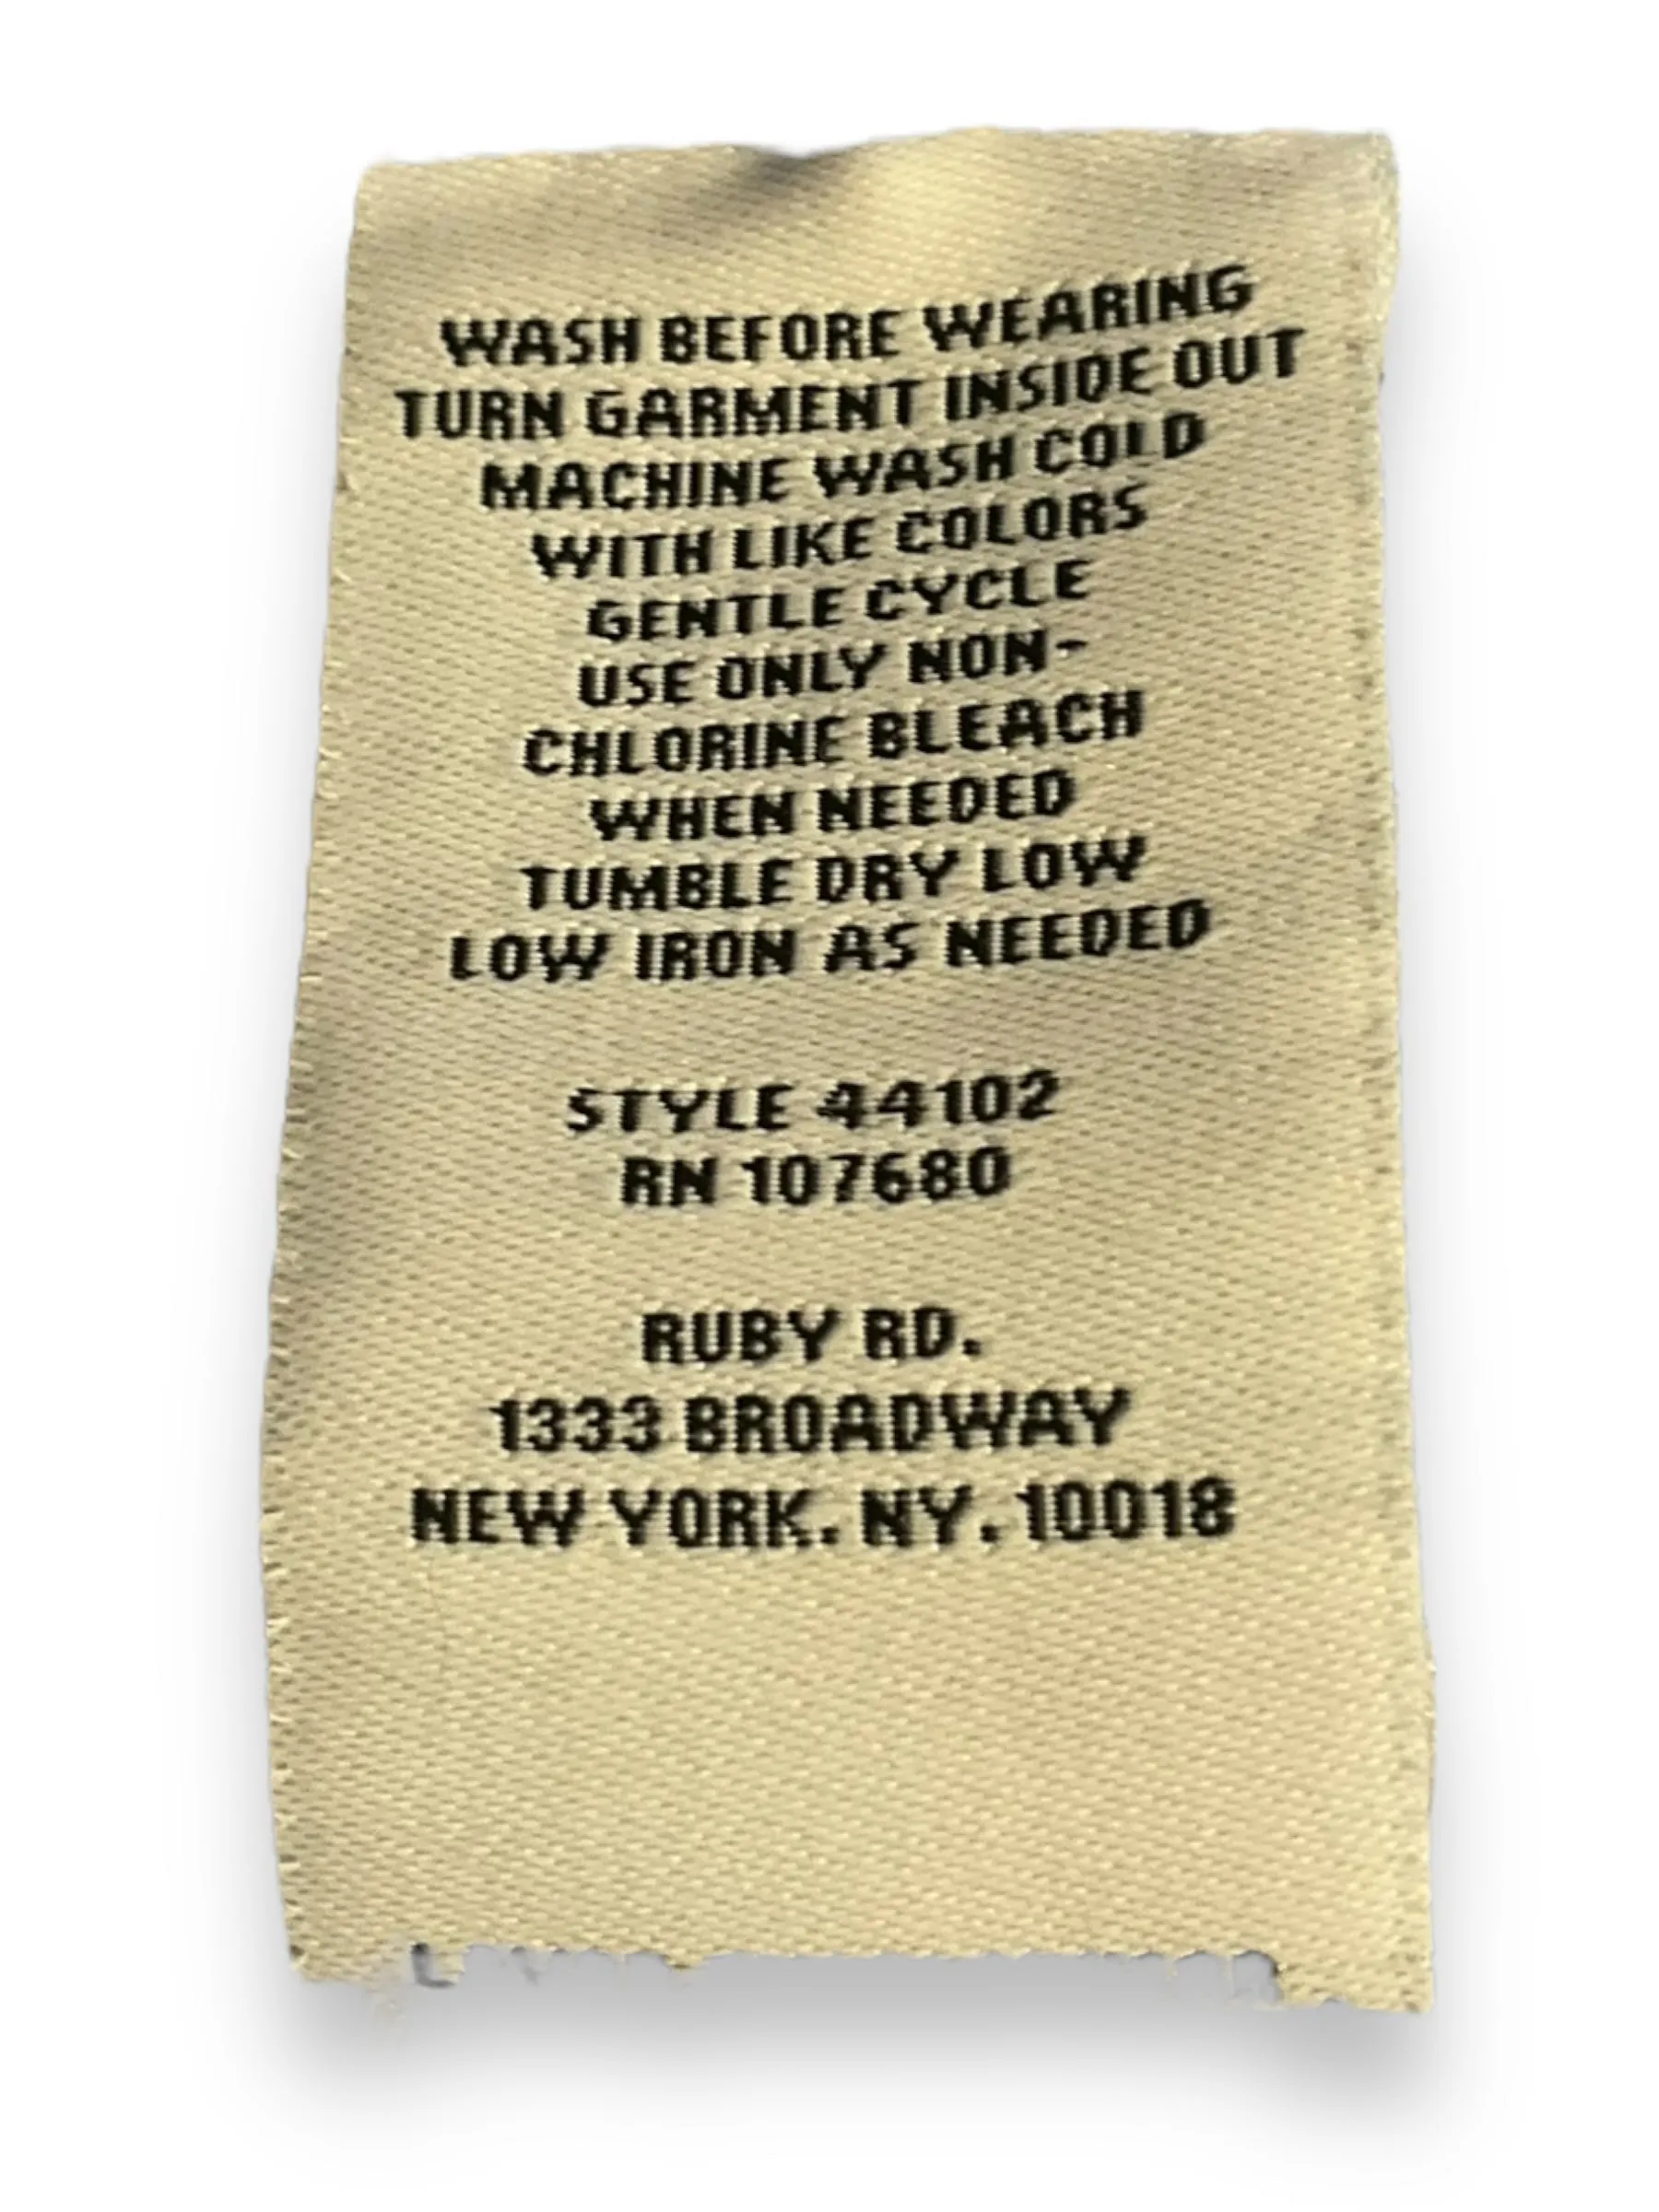 WASH BEFORE WEARING
TURN GARMENT INSIDE OUT
MACHINE WASH COLD
WITH LIKE COLORS
GENTLE CYCLE
USE ONLY NON-
CHLORINE BLEACH
WHEN NEEDED
TUMBLE DRY LOW
LOW IRON AS NEEDED
STYLE 44102
RN 107680
RUBY RD.
1333 BROADWAY
NEW YORK. NY. 10018